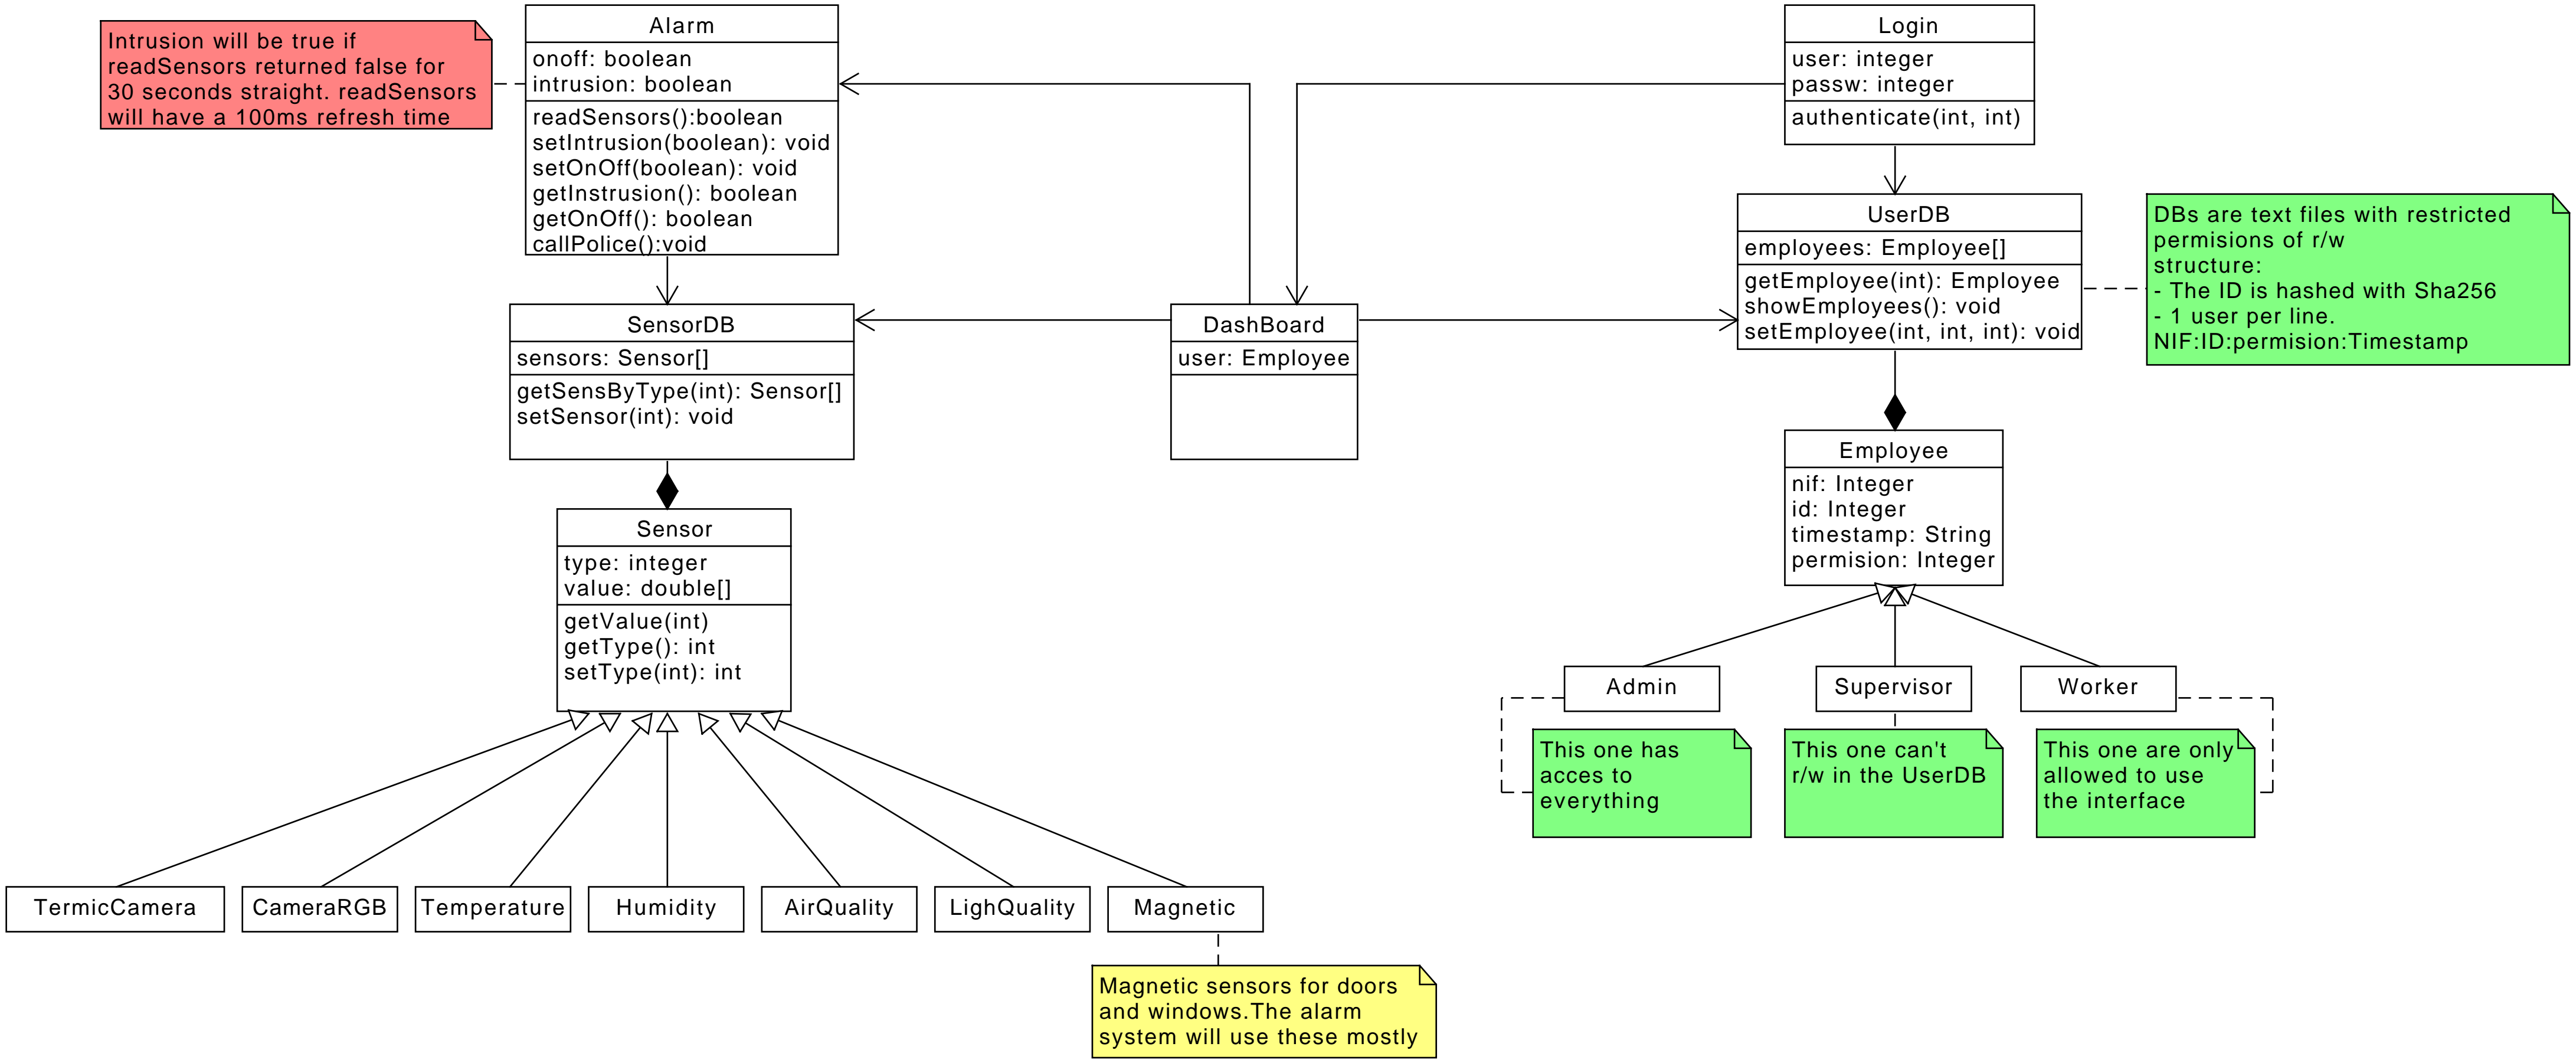 Intrusion will be true if
readSensors returned false for
30 seconds straight. readSensors
will have a 100ms refresh time
Alarm
onoff: boolean
intrusion: boolean
readSensors():boolean
setIntrusion(boolean): void
setOnOff(boolean): void
getInstrusion(): boolean
getOnOff(): boolean
callPolice():void
Login
user: integer
passw: integer
authenticate(int, int)
SensorDB
sensors: Sensor[]
getSensByType(int): Sensor[]
setSensor(int): void
DashBoard
user: Employee
UserDB
employees: Employee[]
getEmployee(int): Employee
showEmployees(): void
setEmployee(int, int, int): void
DBs are text files with restricted
permisions of r/w
structure:
- The ID is hashed with Sha256
- 1 user per line.
NIF:ID:permision:Timestamp
Sensor
type: integer
value: double[]
getValue(int)
getType(): int
setType(int): int
Employee
nif: Integer
id: Integer
timestamp: String
permision: Integer
Admin
Supervisor
Worker
This one has
acces to
everything
This one can't
r/w in the UserDB
This one are only
allowed to use
the interface
TermicCamera
CameraRGB
Temperature
Humidity
AirQuality
LighQuality
Magnetic
Magnetic sensors for doors
and windows.The alarm
system will use these mostly